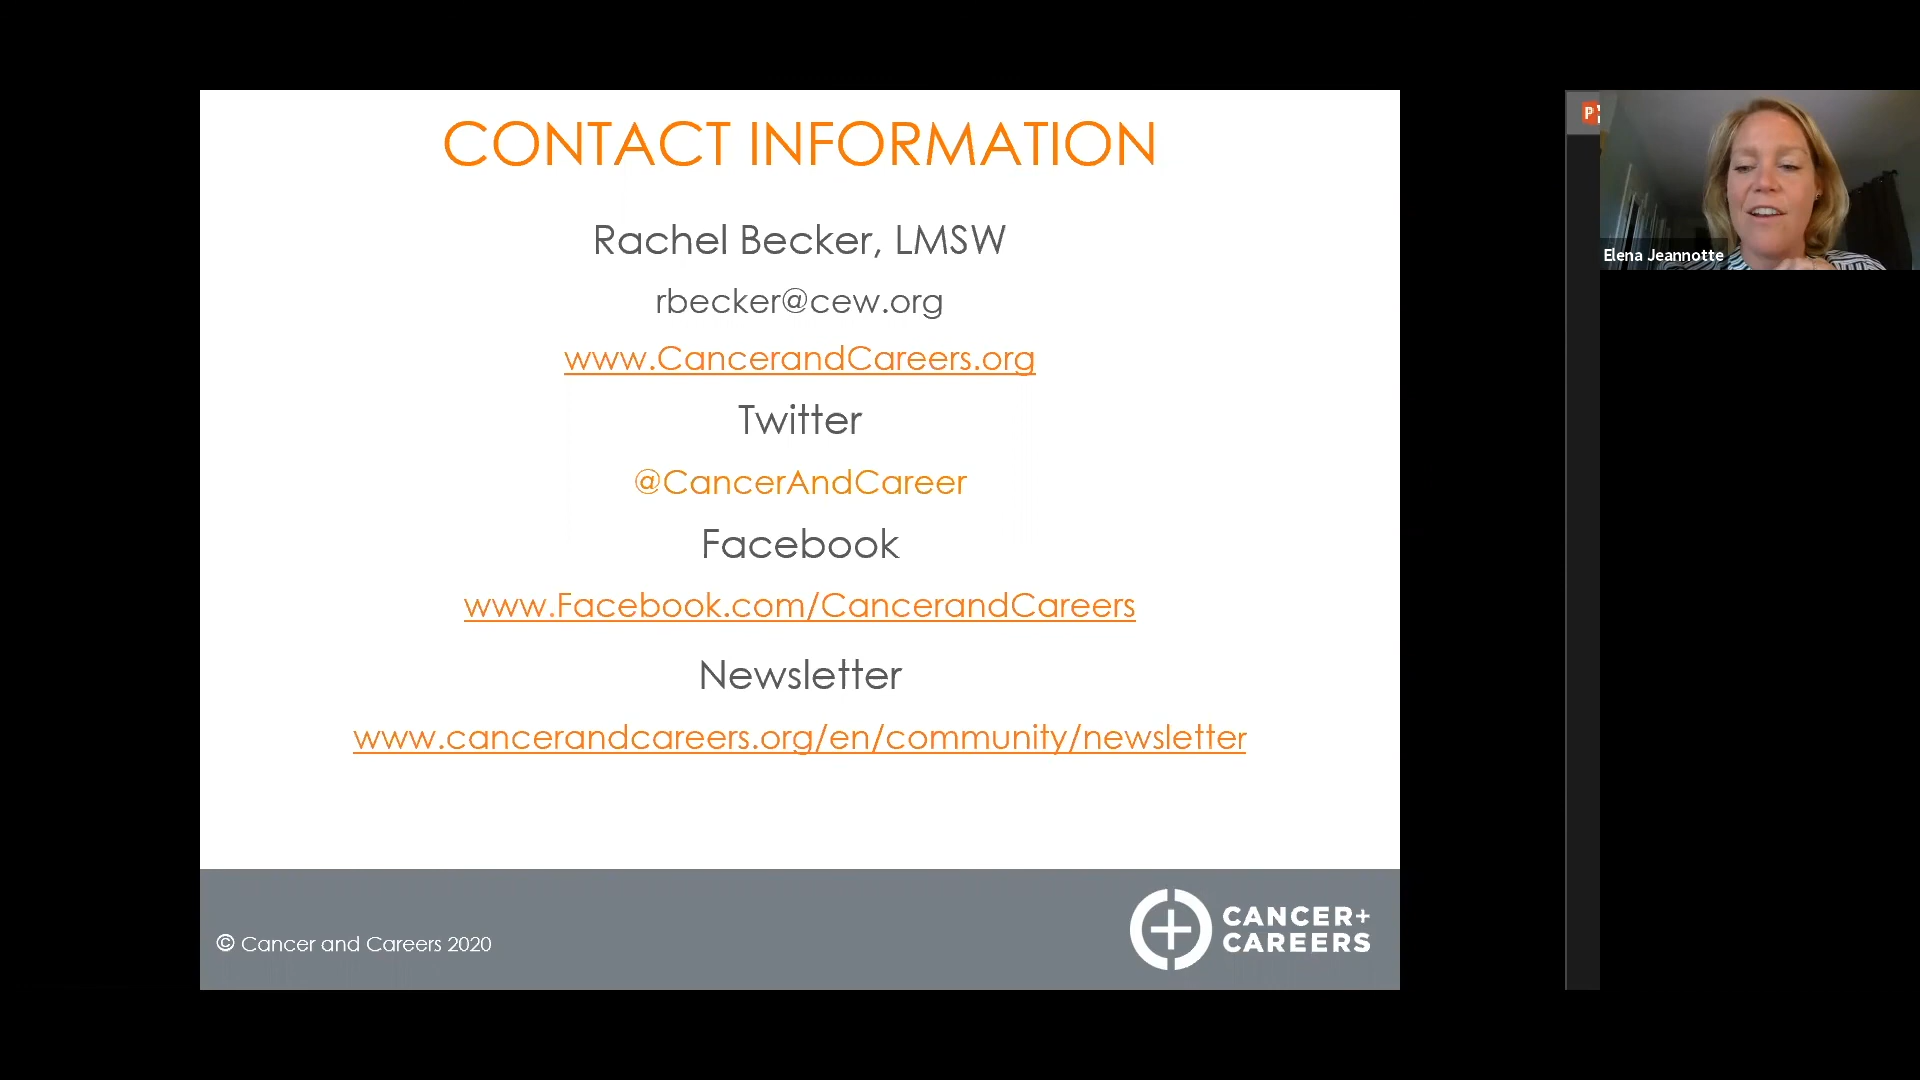 CONTACT INFORMATION
Rachel Becker, LMSW
rbecker@cew.org
www.CancerandCareers.org
Twitter
@CancerAndCareer
Facebook
www.Facebook.com/CancerandCareers
Newsletter
www.cancerandcareers.org/en/community/newsletter
© Cancer and Careers 2020
CANCER+
CAREERS
Elena Jeannotte